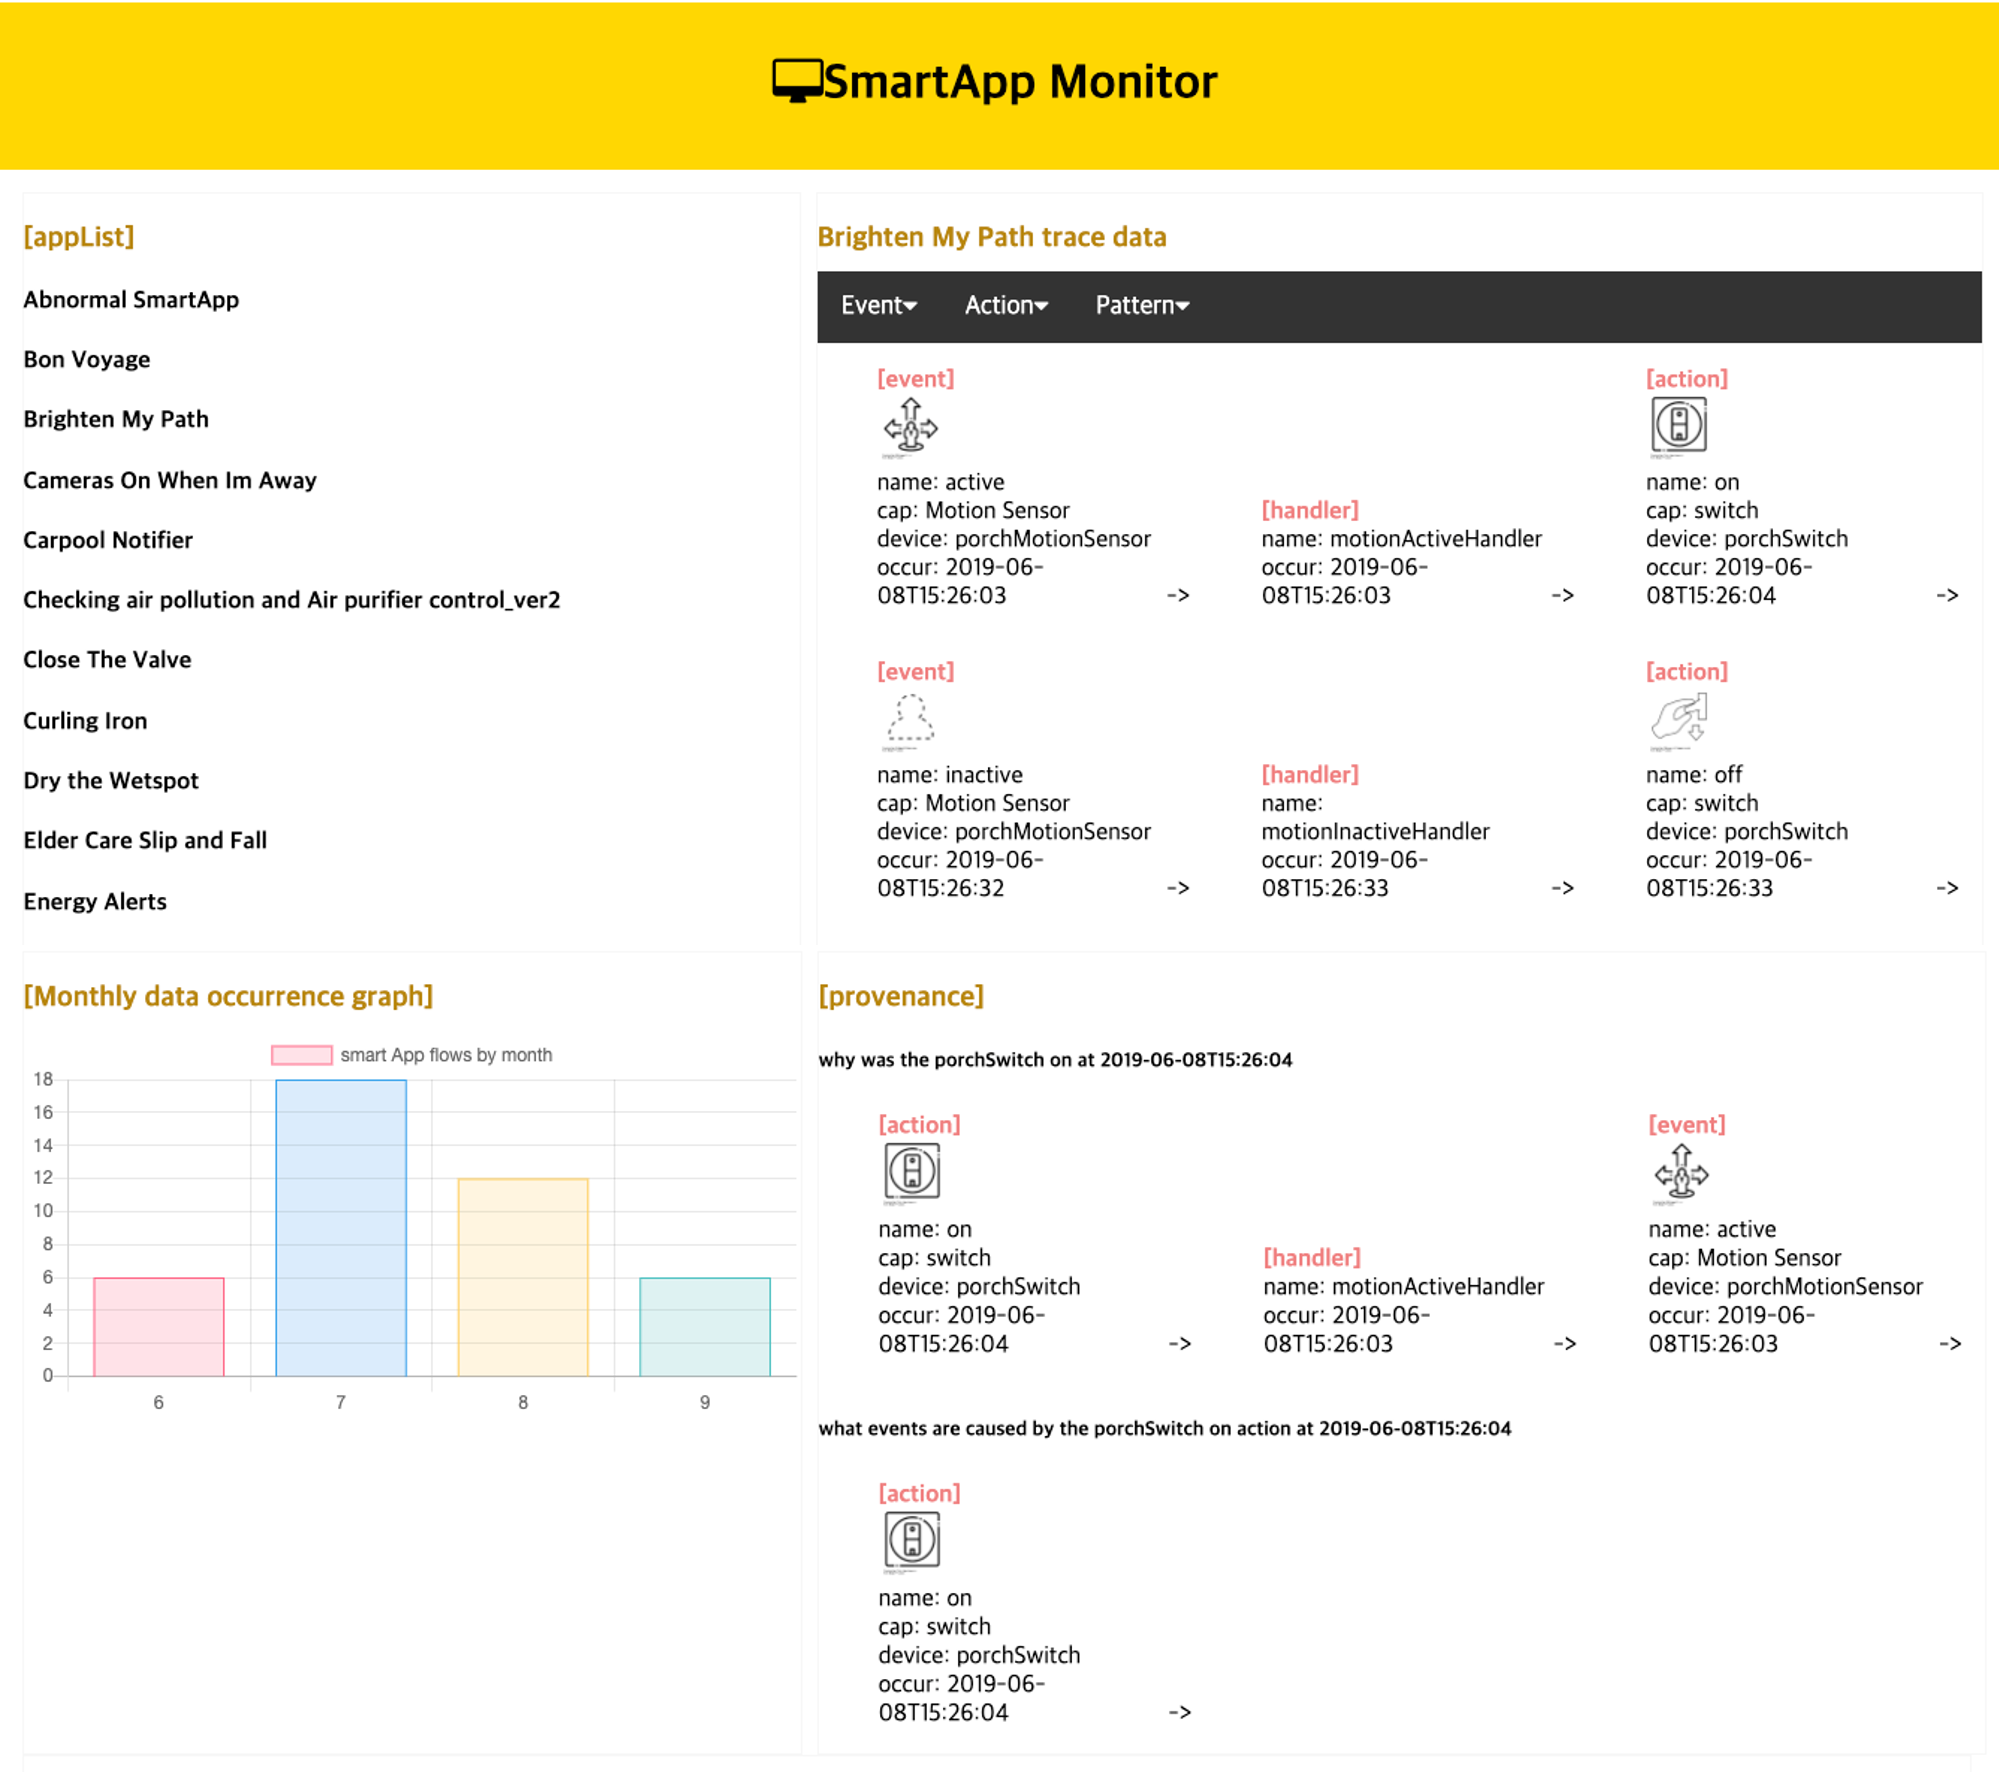 SmartApp Monitor
[appList]
Abnormal SmartApp
Bon Voyage
Brighten My Path
Cameras On When Im Away
Carpool Notifier
Checking air pollution and Air purifier control_ver2
Close The Valve
Curling Iron
Dry the Wetspot
Elder Care Slip and Fall
Energy Alerts
Brighten My Path trace data
Event Action Pattern
[event]
name: active
cap: Motion Sensor
device: porchMotionSensor
occur: 2019-06-
08T15:26:03 ->
[handler]
name: motionActiveHandler
occur: 2019-06-
08T15:26:03 ->
[action]
name: on
cap: switch
device: porchSwitch
occur: 2019-06-
08T15:26:04 ->
[event]
name: inactive
cap: Motion Sensor
device: porchMotionSensor
occur: 2019-06-
08T15:26:32 ->
[handler]
name:
motionInactiveHandler
occur: 2019-06-
08T15:26:33 ->
[action]
name: off
cap: switch
device: porchSwitch
occur: 2019-06-
08T15:26:33 ->
[Monthly data occurrence graph]
smart App flows by month
18
16
14
12
10
8
6
4
2
0
6 7 8 9
[provenance]
why was the porchSwitch on at 2019-06-08T15:26:04
[action]
name: on
cap: switch
device: porchSwitch
occur: 2019-06-
08T15:26:04 ->
[handler]
name: motionActiveHandler
occur: 2019-06-
08T15:26:03 ->
[event]
name: active
cap: Motion Sensor
device: porchMotionSensor
occur: 2019-06-
08T15:26:03 ->
what events are caused by the porchSwitch on action at 2019-06-08T15:26:04
[action]
name: on
cap: switch
device: porchSwitch
occur: 2019-06-
08T15:26:04 ->